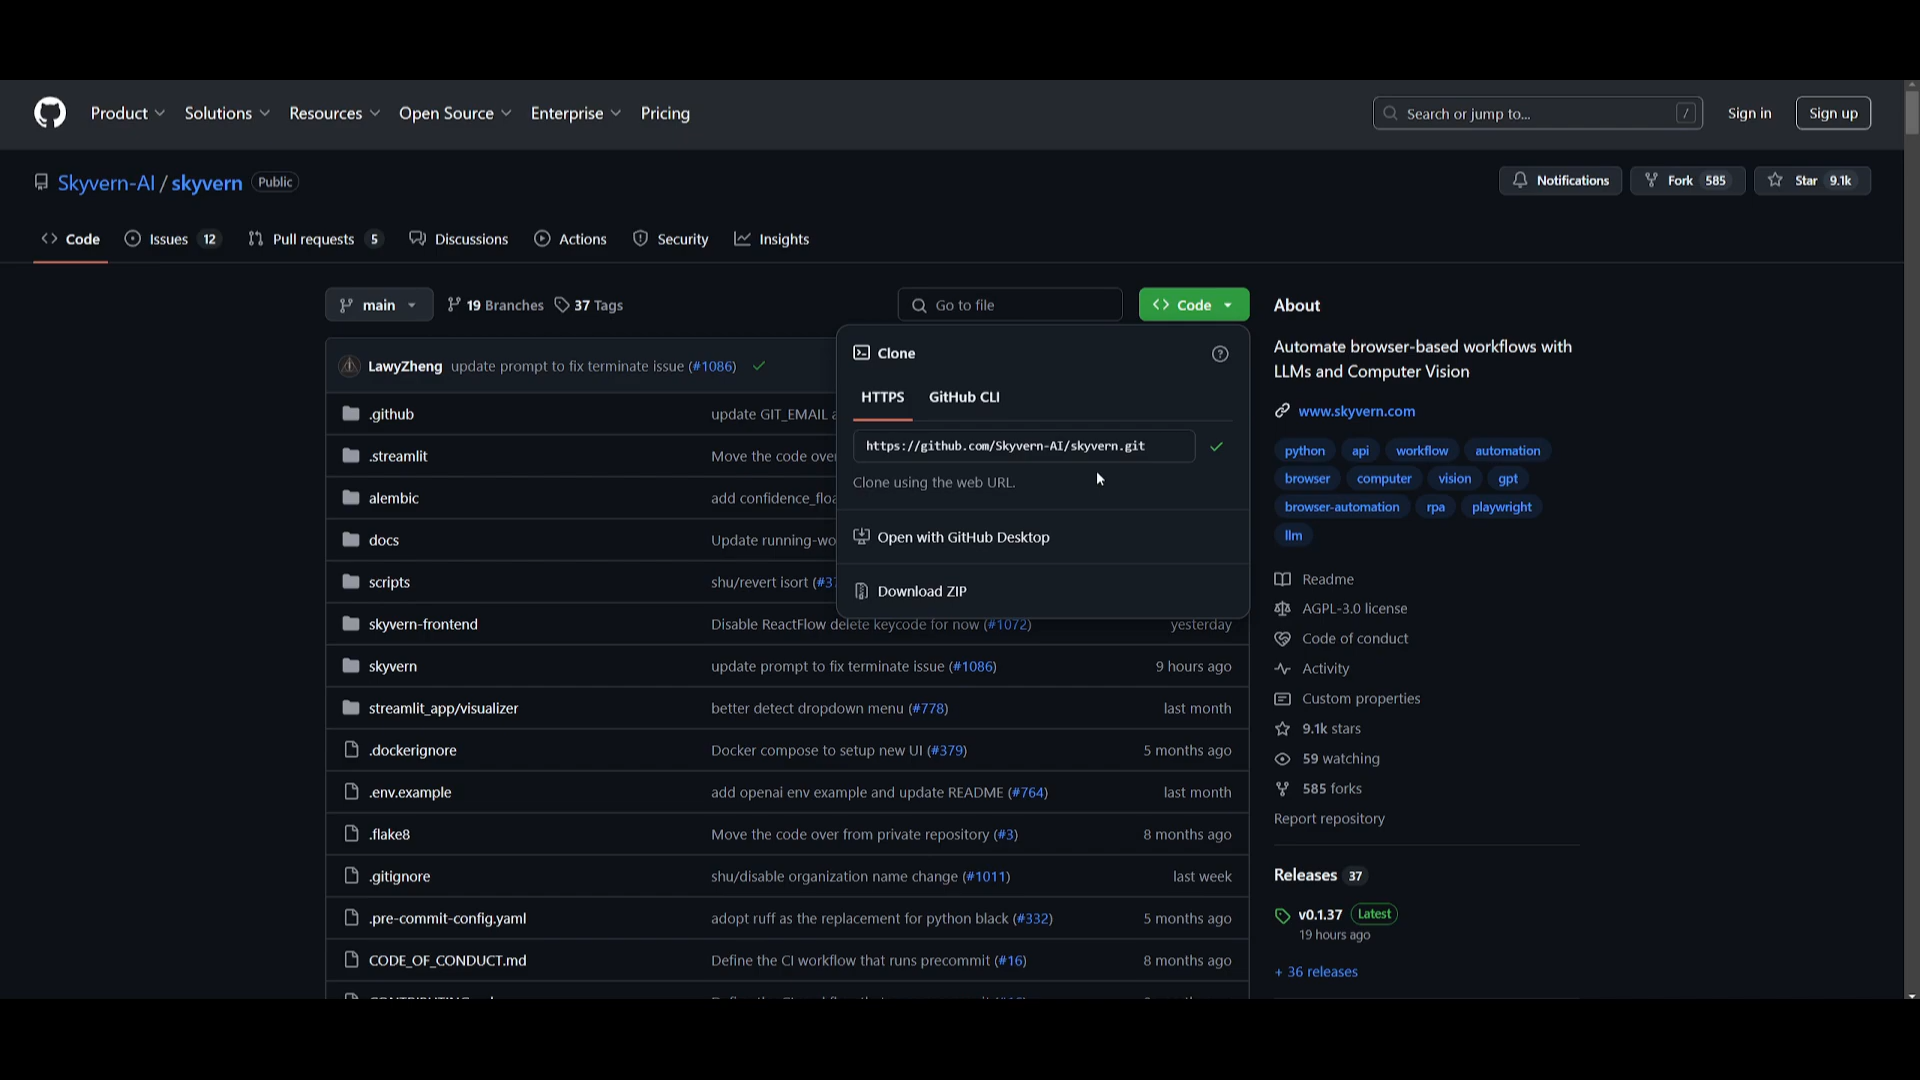 Product Solutions Resources Open Source Enterprise Pricing Search or jump to... / Sign in Sign up
Skyvern-AI / skyvern Public Notifications Fork 585 Star 9.1k
Code Issues 12 Pull requests 5 Discussions Actions Security Insights
main 19 Branches 37 Tags Go to file Code
LawyZheng update prompt to fix terminate issue (#1086)
.github update GIT_EMAIL
.streamlit Move the code over
alembic add
docs Update
scripts shu/revert isort
skyvern-frontend Disable ReactFlow delete keycode for now (#1072) yesterday
skyvern update prompt to fix terminate issue (#1086) 9 hours ago
streamlit_app/visualizer better detect dropdown menu (#778) last month
.dockerignore Docker compose to setup new UI (#379) 5 months ago
.env.example add openai env example and update README (#764) last month
.flake8 Move the code over from private repository (#3) 8 months ago
.gitignore shu/disable organization name change (#1011) last week
.pre-commit-config.yaml adopt ruff as the replacement for python black (#332) 5 months ago
CODE_OF_CONDUCT.md Define the CI workflow that runs precommit (#16) 8 months ago
Clone
HTTPS GitHub CLI
https://github.com/Skyvern-AI/skyvern.git
Clone using the web URL.
Open with GitHub Desktop
Download ZIP
About
Automate browser-based workflows with
LLMs and Computer Vision
www.skyvern.com
python api workflow automation
browser computer vision gpt
browser-automation rpa playwright
llm
Readme
AGPL-3.0 license
Code of conduct
Activity
Custom properties
9.1k stars
59 watching
585 forks
Report repository
Releases 37
v0.1.37 Latest
19 hours ago
+ 36 releases